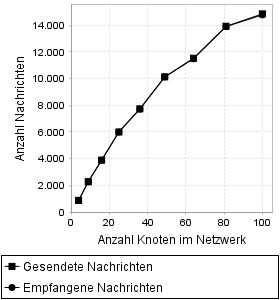 14.000
12.000
10.000
8.000
6.000
4.000
2.000
0
Anzahl Nachrichten
0 20 40 60 80 100
Anzahl Knoten im Netzwerk
Gesendete Nachrichten
Empfangene Nachrichten